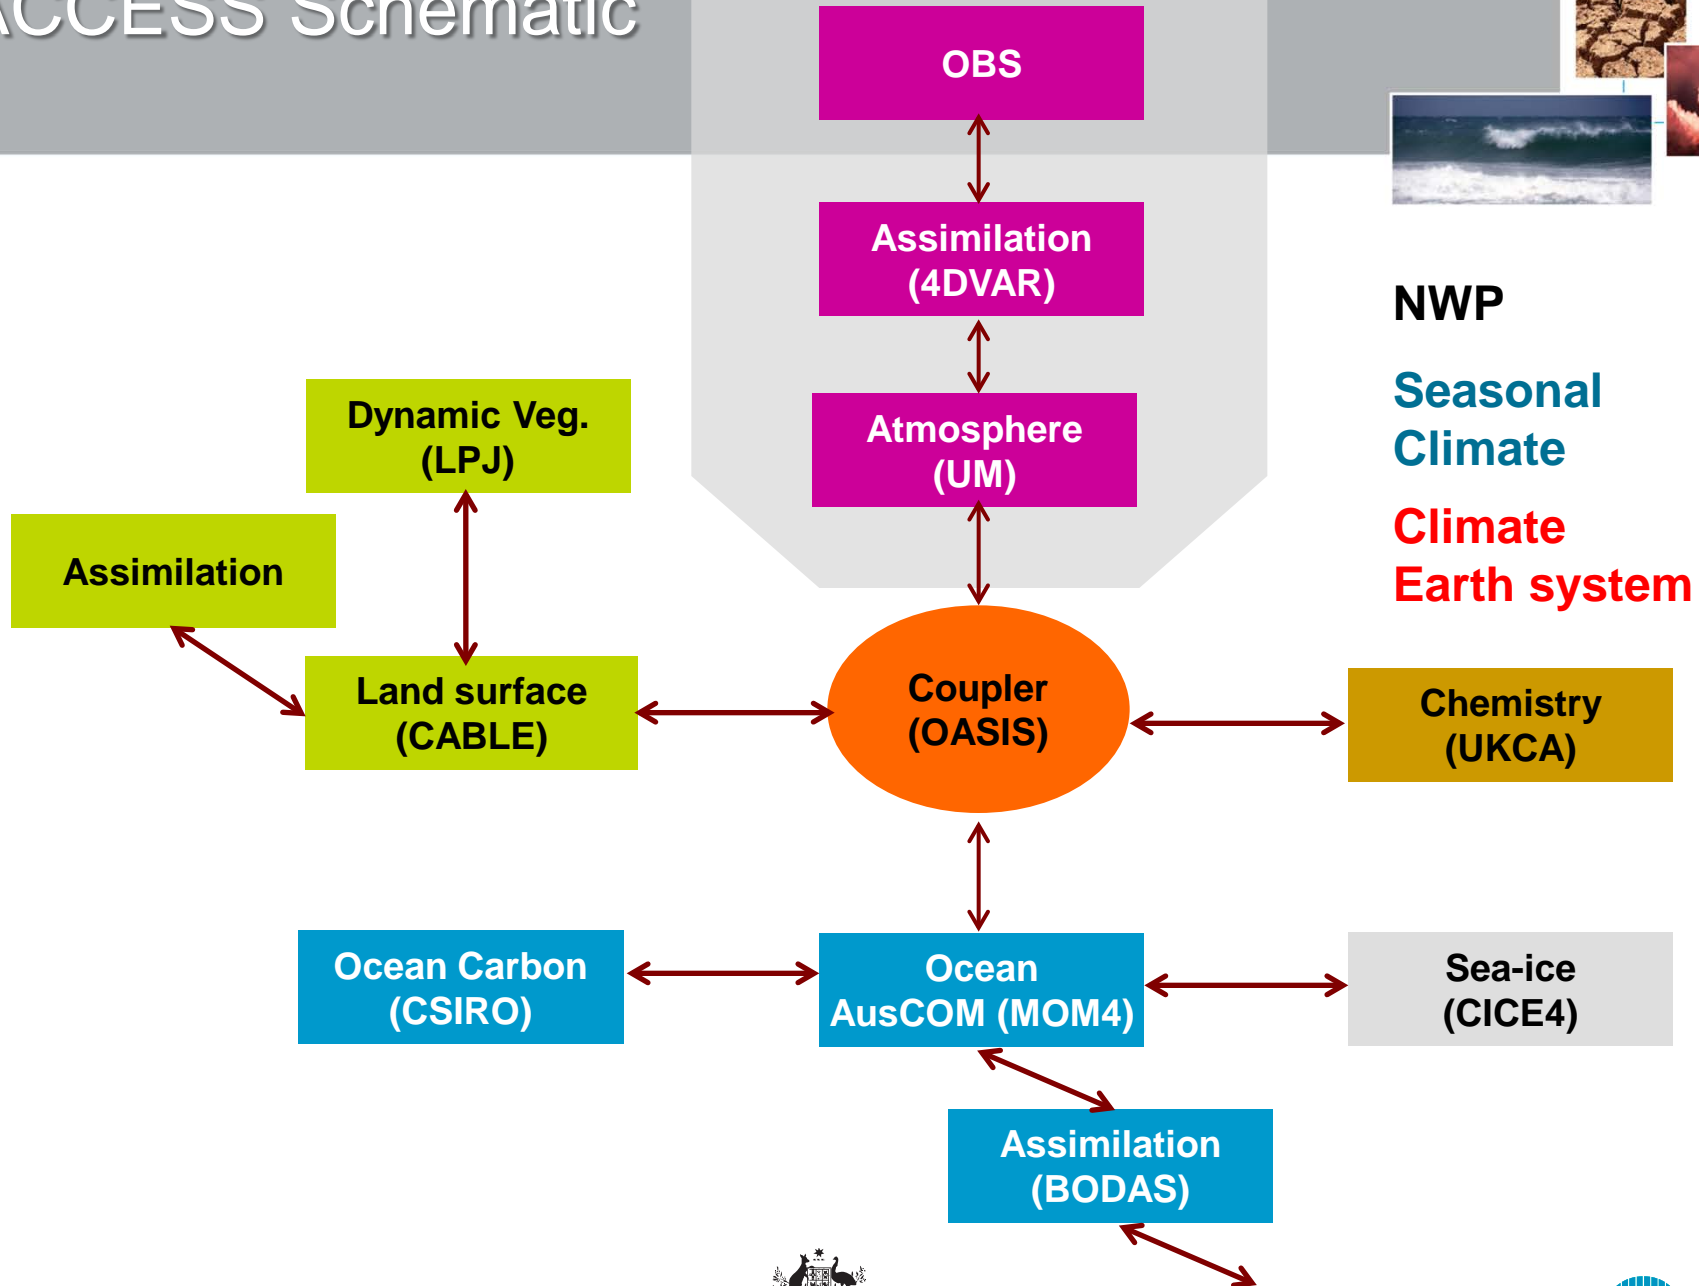 ACCESS Schematic
OBS
Assimilation
(4DVAR)
NWP
Seasonal
Climate
Dynamic Veg.
(LPJ)
Atmosphere
(UM)
Climate
Earth system
Assimilation
Land surface
(CABLE)
Coupler
(OASIS)
Chemistry
(UKCA)
Ocean Carbon
(CSIRO)
Ocean
AusCOM (MOM4)
Sea-ice
(CICE4)
Assimilation
(BODAS)